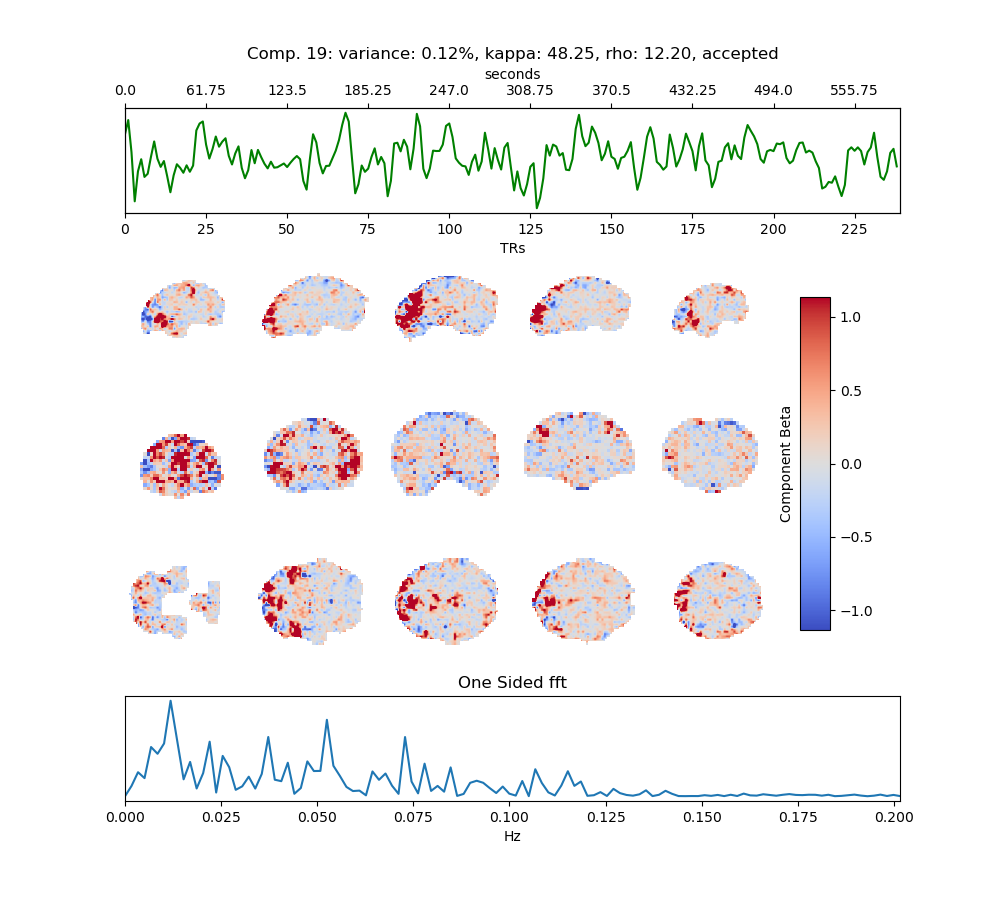 Comp. 19: variance: 0.12%, kappa: 48.25, rho: 12.20, accepted
seconds
0.0 61.75 123.5 185.25 247.0 308.75 370.5 432.25 494.0 555.75
0 25 50 75 100 125 150 175 200 225
TRs
1.0
0.5
0.0
−0.5
−1.0
Component Beta
One Sided fft
0.000 0.025 0.050 0.075 0.100 0.125 0.150 0.175 0.200
Hz